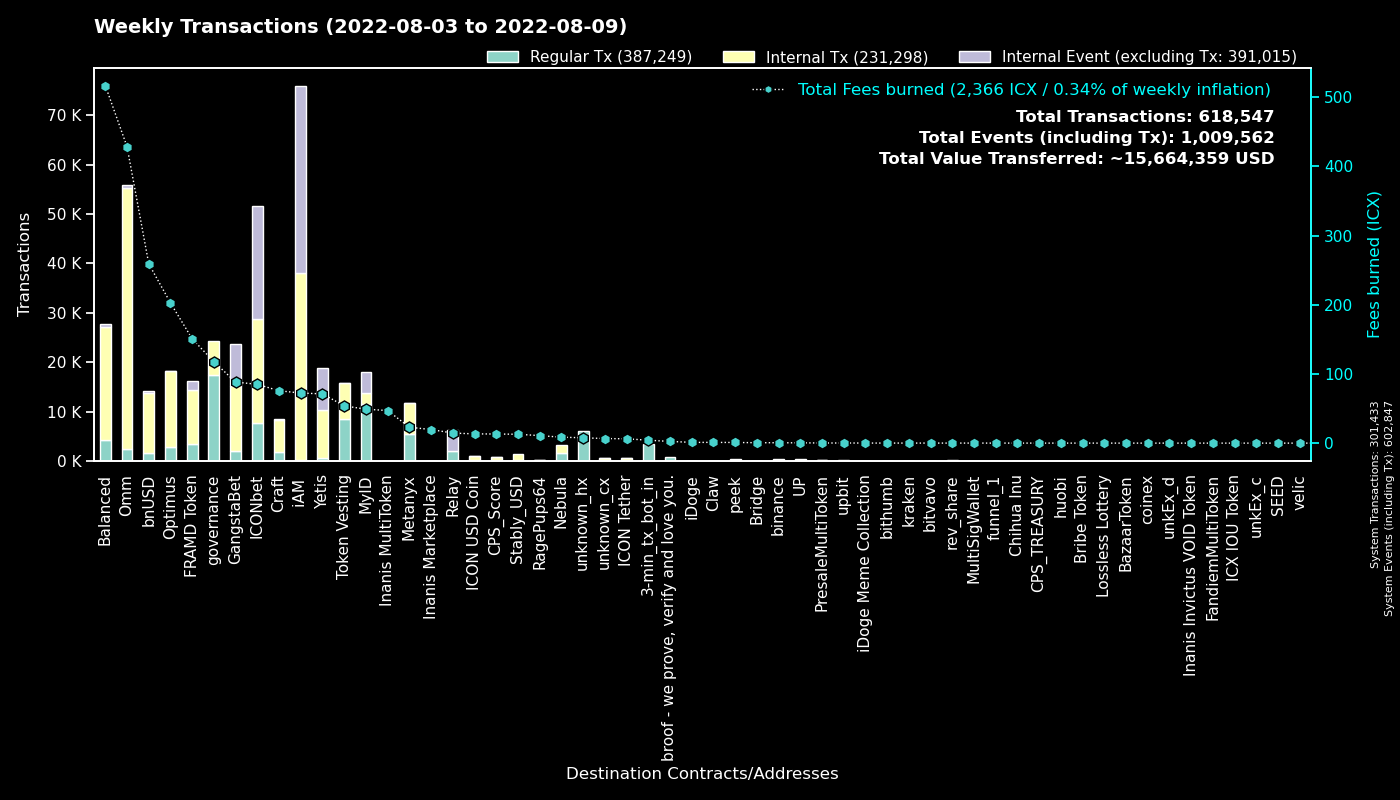 Weekly Transactions (2022-08-03 to 2022-08-09)
Regular Tx (387,249)
Internal Tx (231,298)
Internal Event (excluding Tx: 391,015)
Total Fees burned (2,366 ICX / 0.34% of weekly inflation)
Total Transactions: 618,547
Total Events (including Tx): 1,009,562
Total Value Transferred: ~15,664,359 USD
Transactions
70 K
60 K
50 K
40 K
30 K
20 K
10 K
0 K
500
400
300
200
100
0
Fees burned (ICX)
System Transactions: 301,433
System Events (including Tx): 602,847
Balanced
Omm
bnUSD
Optimus
FRAMD Token
governance
GangstaBet
ICONbet
Craft
iAM
Yetis
Token Vesting
MyID
Inanis MultiToken
Metanyx
Inanis Marketplace
Relay
ICON USD Coin
CPS_Score
Stably_USD
RagePups64
Nebula
unknown_hx
unknown_cx
ICON Tether
3-min_tx_bot_in
broof - we prove, verify and love you.
iDoge
Claw
peek
Bridge
binance
UP
PresaleMultiToken
upbit
iDoge Meme Collection
bithumb
kraken
bitvavo
rev_share
MultiSigWallet
funnel_1
Chihua Inu
CPS_TREASURY
huobi
Bribe Token
Lossless Lottery
BazaarToken
coinex
unkEx_d
Inanis Invictus VOID Token
FandiemMultiToken
ICX IOU Token
unkEx_c
SEED
velic
Destination Contracts/Addresses